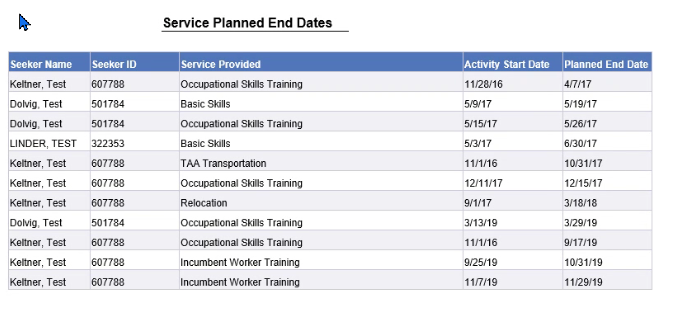 Service Planned End Dates
Seeker Name Seeker ID Service Provided Activity Start Date Planned End Date
Keltner, Test 607788 Occupational Skills Training 11/28/16 4/7/17
Dolvig, Test 501784 Basic Skills 5/9/17 5/19/17
Dolvig, Test 501784 Occupational Skills Training 5/15/17 5/26/17
LINDER, TEST 322353 Basic Skills 5/3/17 6/30/17
Keltner, Test 607788 TAA Transportation 11/1/16 10/31/17
Keltner, Test 607788 Occupational Skills Training 12/11/17 12/15/17
Keltner, Test 607788 Relocation 9/1/17 3/18/18
Dolvig, Test 501784 Occupational Skills Training 3/13/19 3/29/19
Keltner, Test 607788 Occupational Skills Training 11/1/16 9/17/19
Keltner, Test 607788 Incumbent Worker Training 9/25/19 10/31/19
Keltner, Test 607788 Incumbent Worker Training 11/7/19 11/29/19